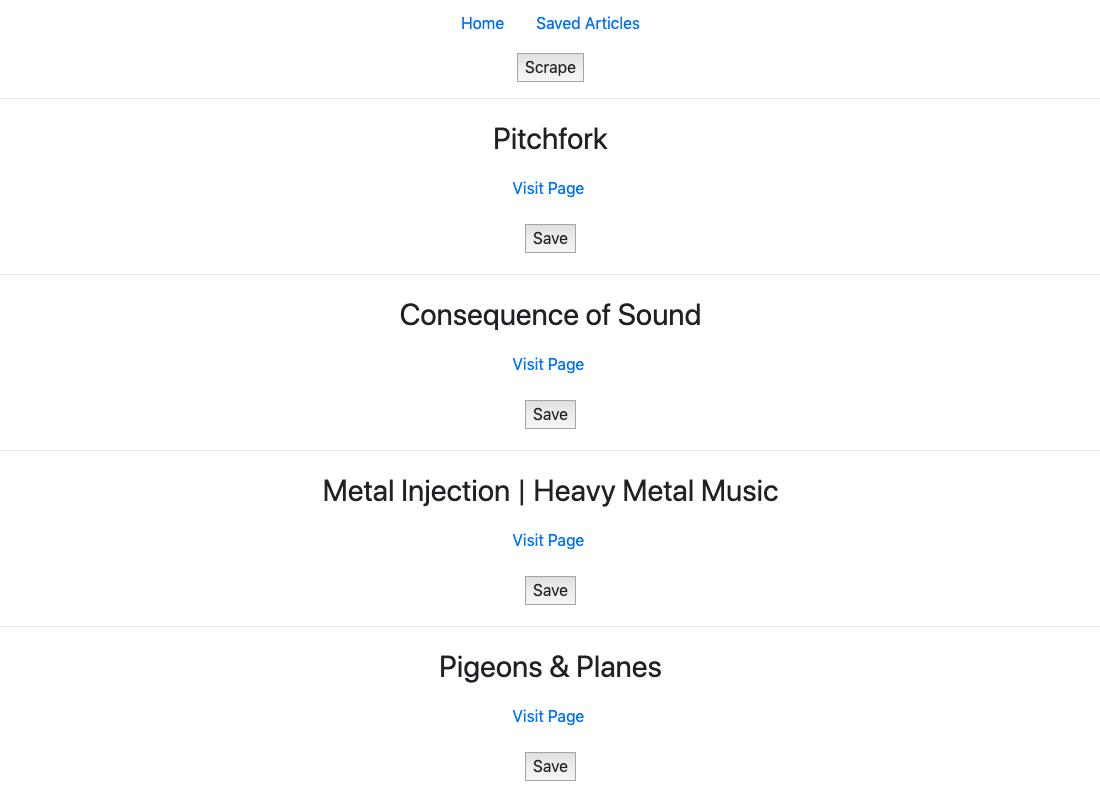 Home Saved Articles
Scrape
Pitchfork
Visit Page
Save
Consequence of Sound
Visit Page
Save
Metal Injection | Heavy Metal Music
Visit Page
Save
Pigeons & Planes
Visit Page
Save